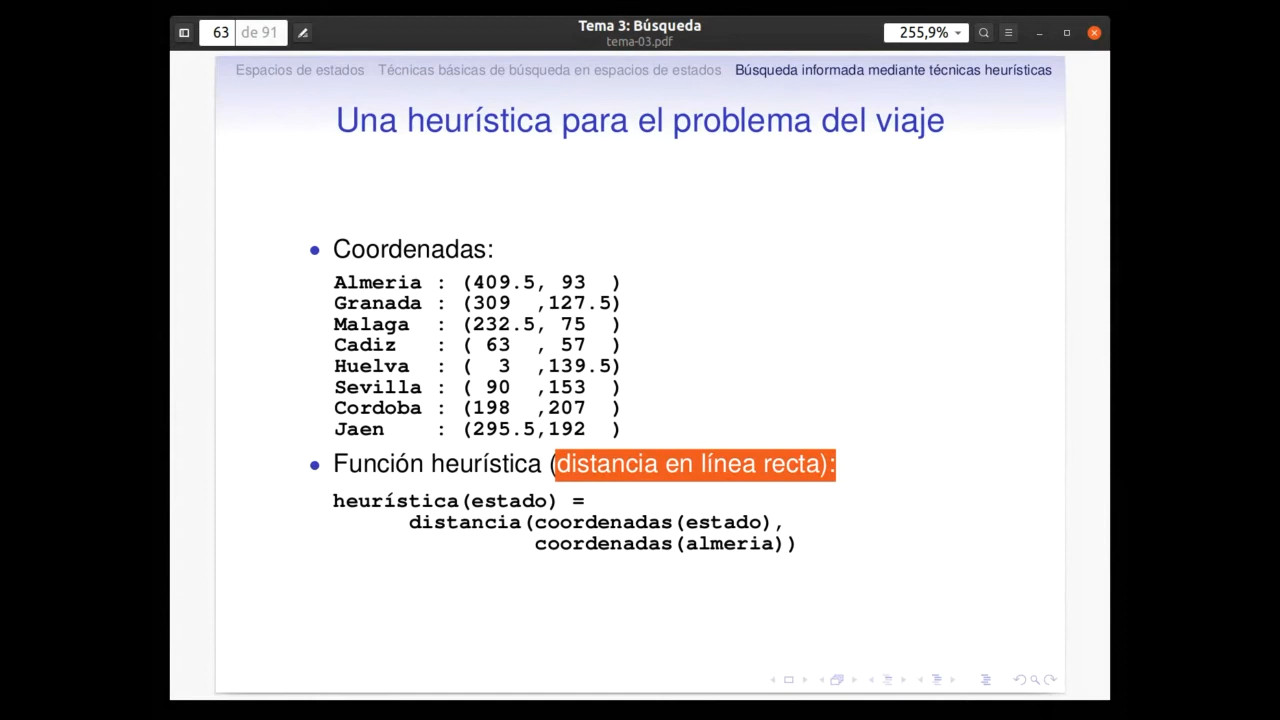 63 de 91
Tema 3: Búsqueda
tema-03.pdf
255,9%
Espacios de estados Técnicas básicas de búsqueda en espacios de estados Búsqueda informada mediante técnicas heurísticas
Una heurística para el problema del viaje
• Coordenadas:
Almeria : (409.5, 93 )
Granada : (309 ,127.5)
Malaga : (232.5, 75 )
Cadiz : ( 63 , 57 )
Huelva : ( 3 ,139.5)
Sevilla : ( 90 ,153 )
Cordoba : (198 ,207 )
Jaen : (295.5,192 )
• Función heurística (distancia en línea recta):
heurística(estado) =
distancia(coordenadas(estado),
coordenadas(almeria))